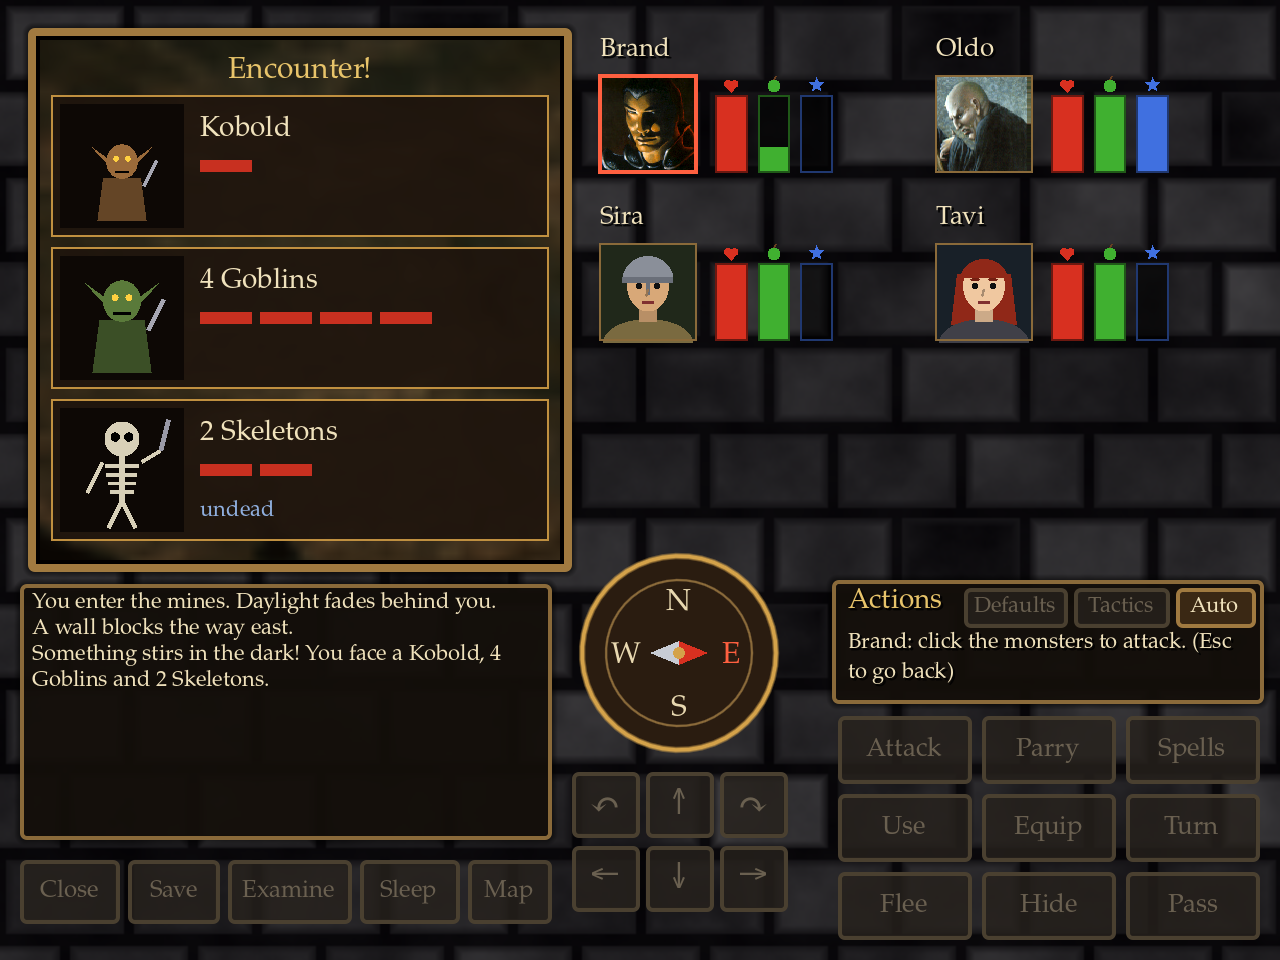 Encounter!
Kobold
4 Goblins
2 Skeletons
undead
Brand
Oldo
Sira
Tavi
You enter the mines. Daylight fades behind you.
A wall blocks the way east.
Something stirs in the dark! You face a Kobold, 4
Goblins and 2 Skeletons.
N
W
E
S
Actions
Defaults
Tactics
Auto
Brand: click the monsters to attack. (Esc
to go back)
Attack
Parry
Spells
Use
Equip
Turn
Flee
Hide
Pass
Close
Save
Examine
Sleep
Map